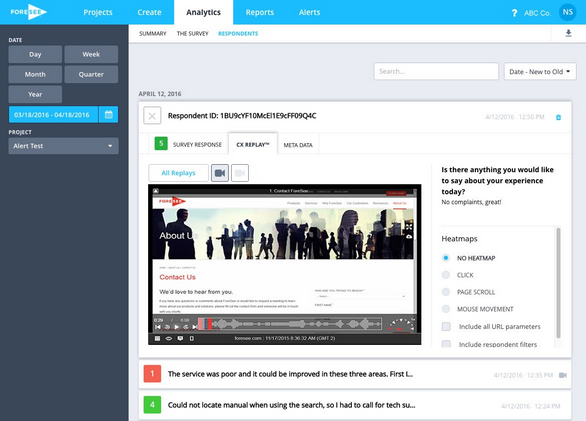 FORESEE Projects Create Analytics Reports Alerts ? ABC Co. NS
SUMMARY THE SURVEY RESPONDENTS
DATE
Day Week
Month Quarter
Year
03/18/2016 - 04/18/2016
PROJECT
Alert Test
Search... Date - New to Old
APRIL 12, 2016
Respondent ID: 1BU9cYF10McEl1E9cFF09Q4C 4/12/2016 12:50 PM
5 SURVEY RESPONSE CX REPLAY™ META DATA
All Replays
1. Contact ForeSee
FORESEE
About U
Contact Us
We'd love to hear from you.
foresee.com | 11/17/2015 8:36:32 AM (GMT 2)
Is there anything you would like
to say about your experience
today?
No complaints, great!
Heatmaps
NO HEATMAP
CLICK
PAGE SCROLL
MOUSE MOVEMENT
Include all URL parameters
Include respondent filters
1 The service was poor and it could be improved in these three areas. First I... 4/12/2016 12:35 PM
4 Could not locate manual when using the search, so I had to call for tech su... 4/12/2016 12:24 PM